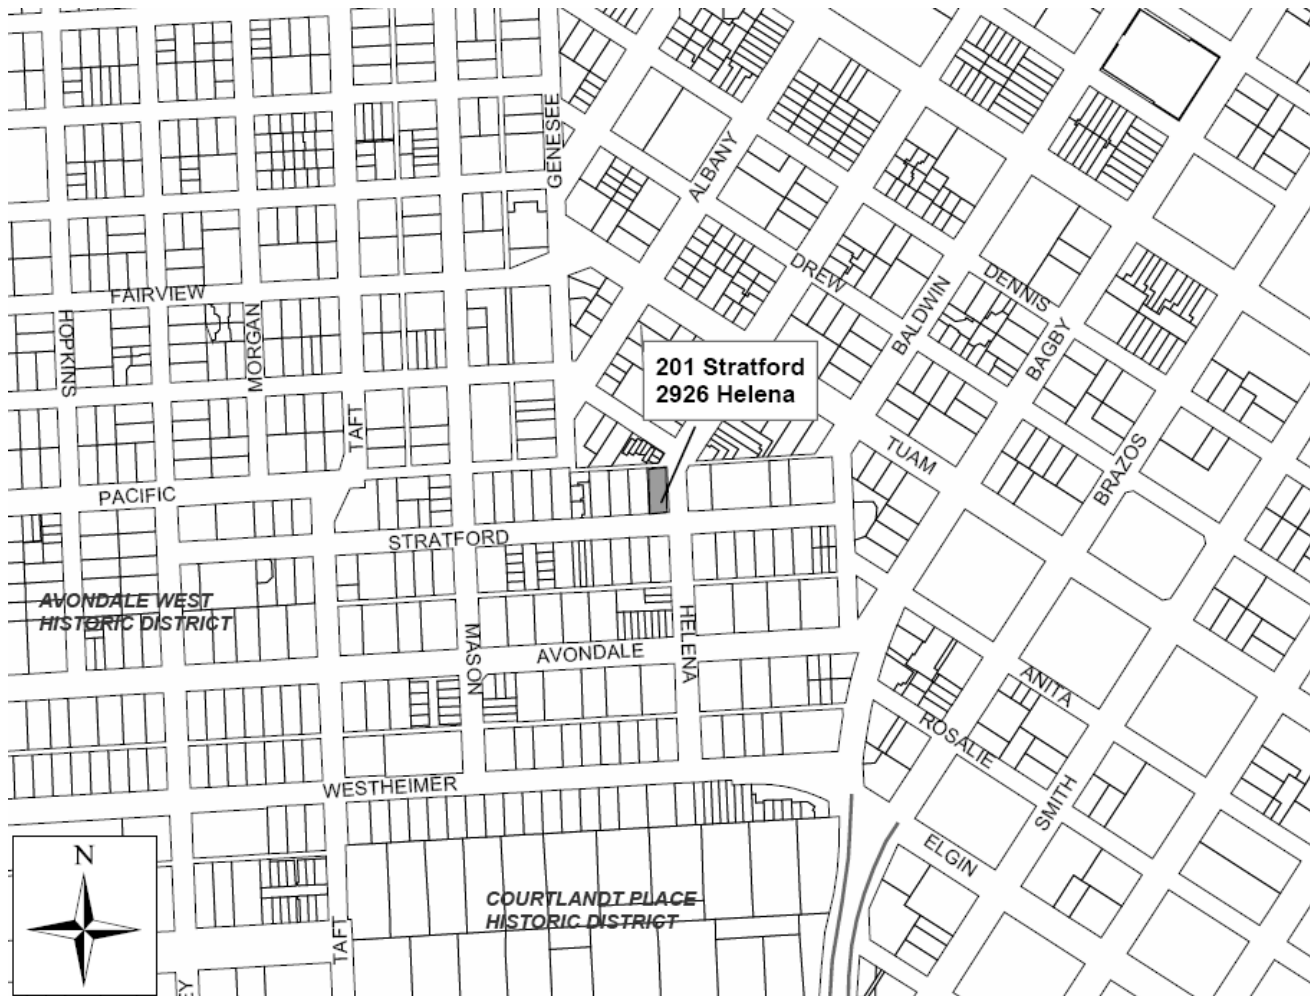 GENESEE
ALBANY
DREW
DENNIS
BALDWIN
BAGBY
FAIRVIEW
HOPKINS
MORGAN
201 Stratford
2926 Helena
TAFT
TUAM
BRAZOS
PACIFIC
STRATFORD
AVONDALE WEST
HISTORIC DISTRICT
MASON
HELENA
AVONDALE
ANITA
ROSALIE
WESTHEIMER
SMITH
ELGIN
N
COURTLANDT PLACE
HISTORIC DISTRICT
TAFT